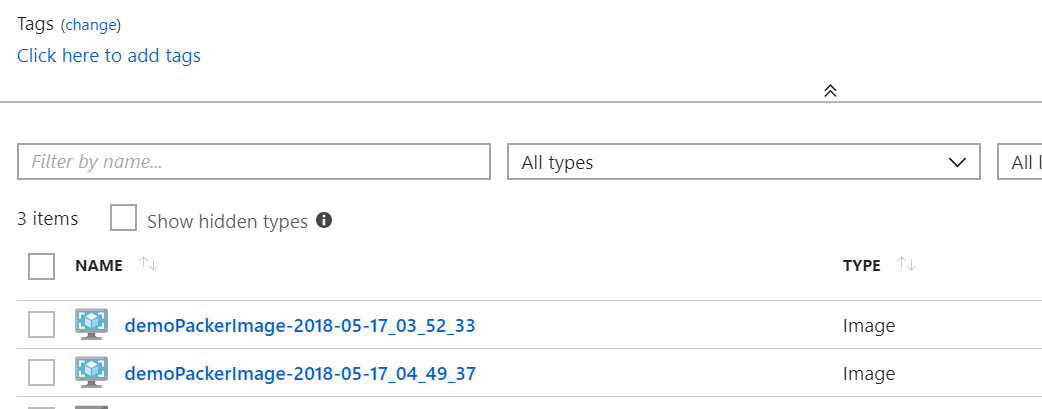 Tags (change)
Click here to add tags
Filter by name... All types All l
3 items Show hidden types
NAME TYPE
demoPackerImage-2018-05-17_03_52_33 Image
demoPackerImage-2018-05-17_04_49_37 Image